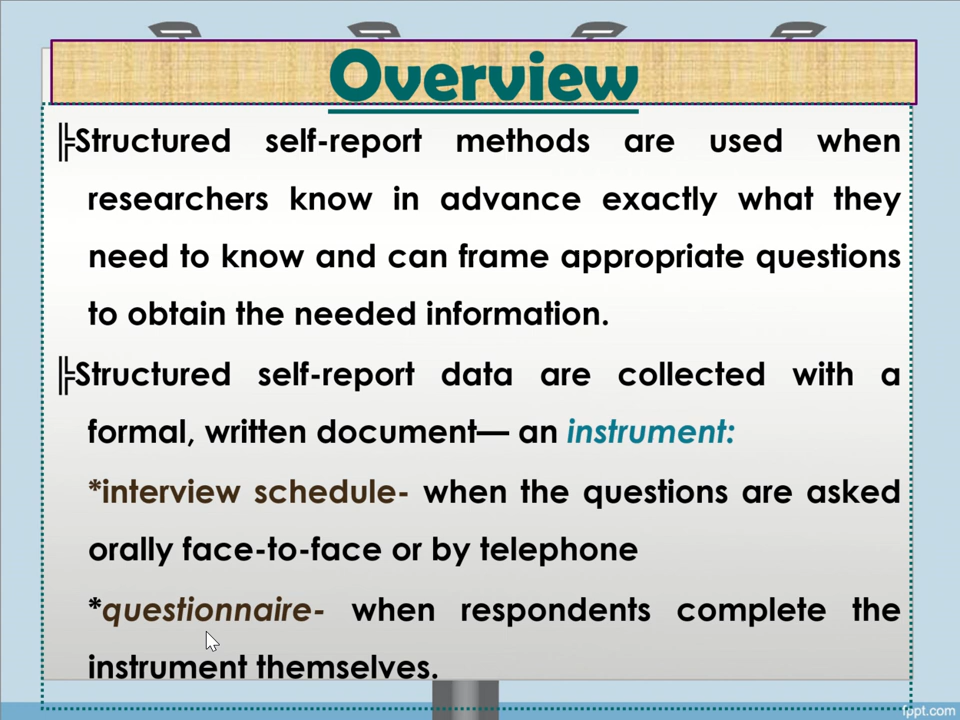 Overview
╠Structured self-report methods are used when
researchers know in advance exactly what they
need to know and can frame appropriate questions
to obtain the needed information.
╠Structured self-report data are collected with a
formal, written document— an instrument:
*interview schedule- when the questions are asked
orally face-to-face or by telephone
*questionnaire- when respondents complete the
instrument themselves.
fppt.com